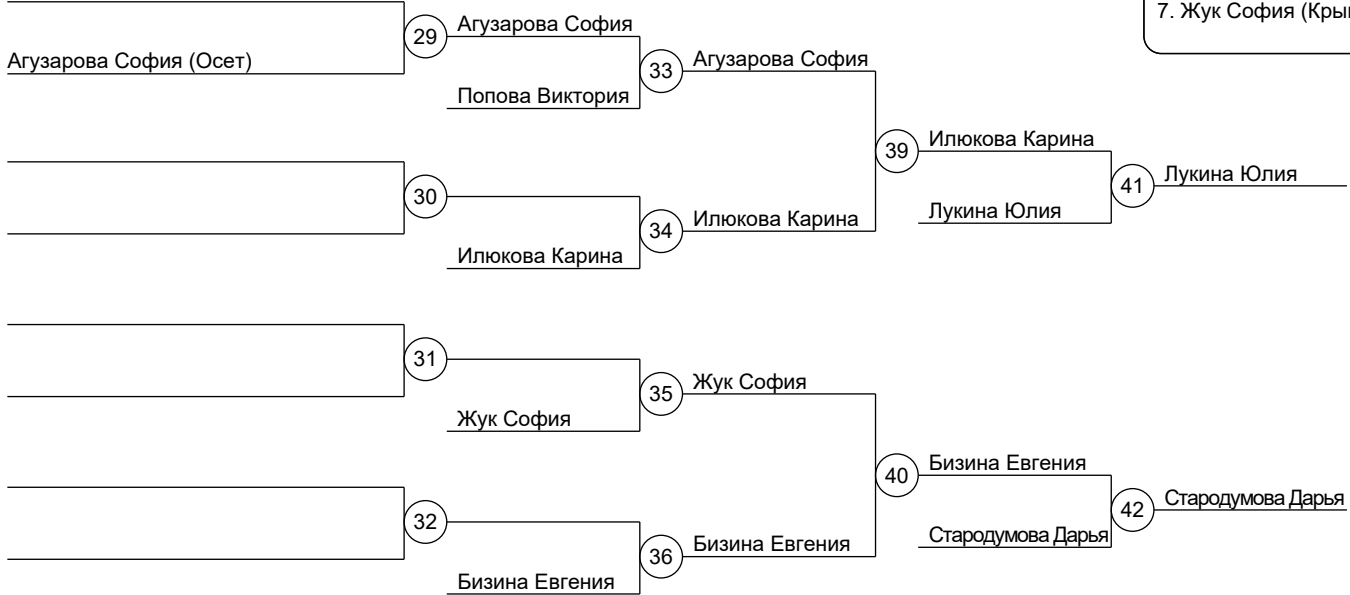 7. Жук София (Крым
29
Агузарова София
Агузарова София (Осет)
33
Агузарова София
Попова Виктория
39
Илюкова Карина
41
Лукина Юлия
30
Лукина Юлия
34
Илюкова Карина
Илюкова Карина
31
35
Жук София
Жук София
40
Бизина Евгения
42
Стародумова Дарья
32
Стародумова Дарья
36
Бизина Евгения
Бизина Евгения